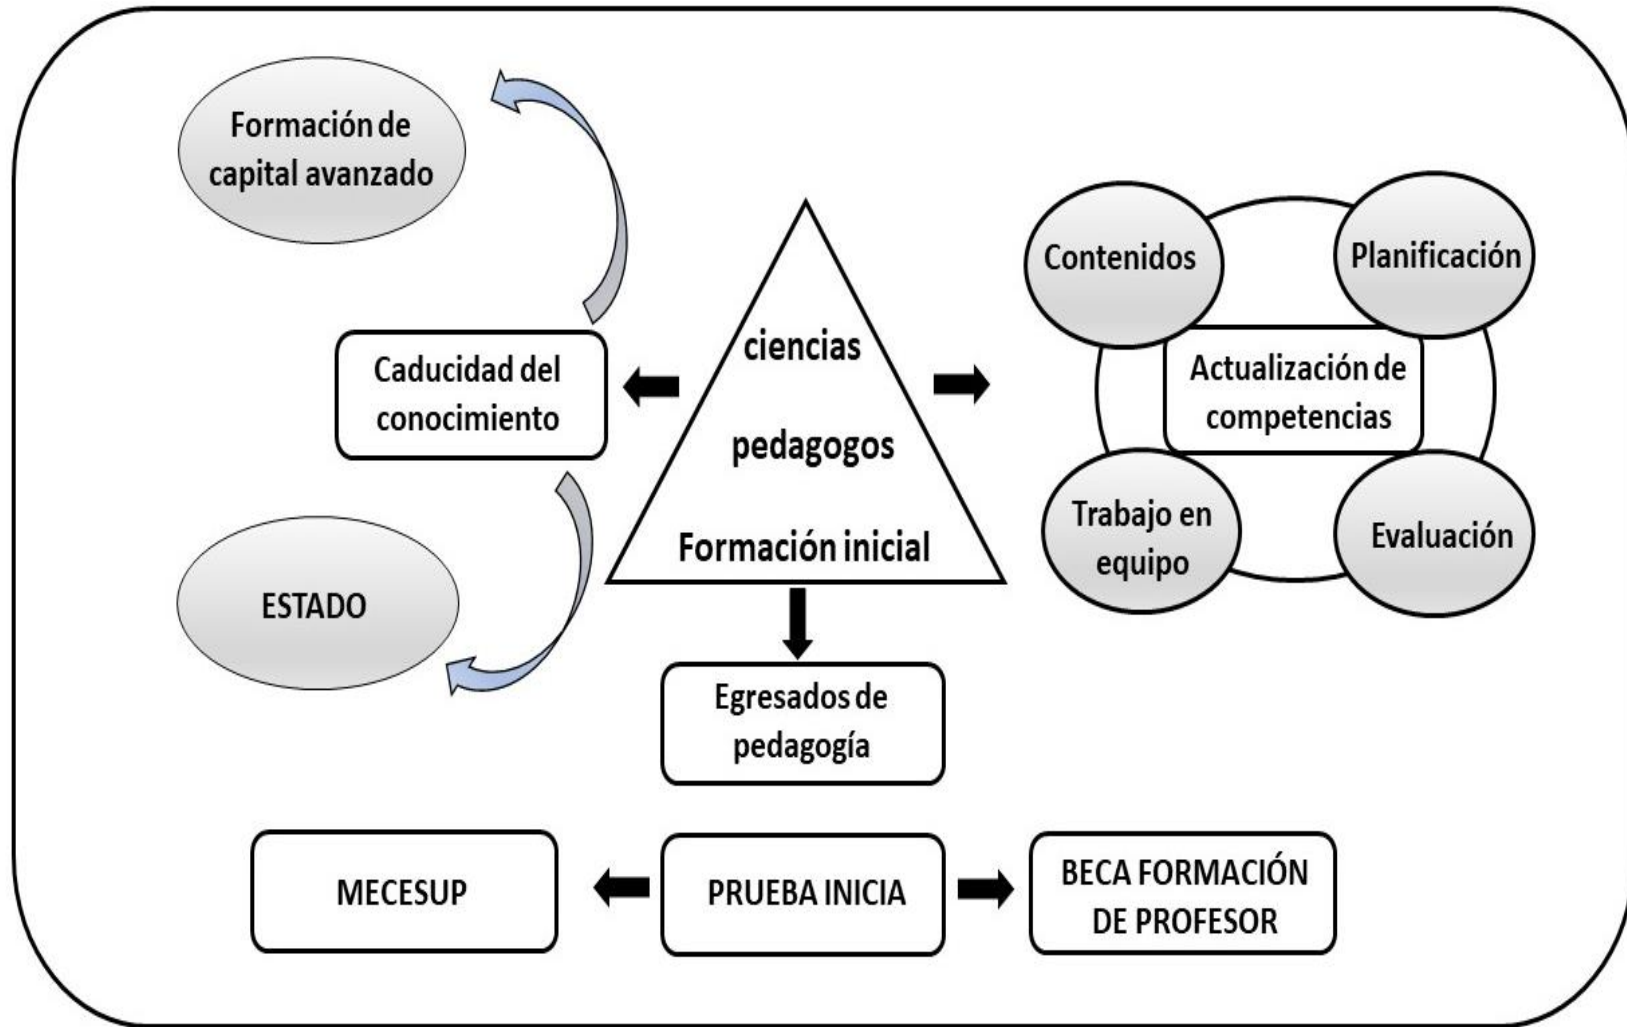 Formación de
capital avanzado
Caducidad del
conocimiento
ESTADO
ciencias
pedagogos
Formación inicial
Contenidos
Planificación
Actualización de
competencias
Trabajo en
equipo
Evaluación
Egresados de
pedagogía
MECESUP
PRUEBA INICIA
BECA FORMACIÓN
DE PROFESOR